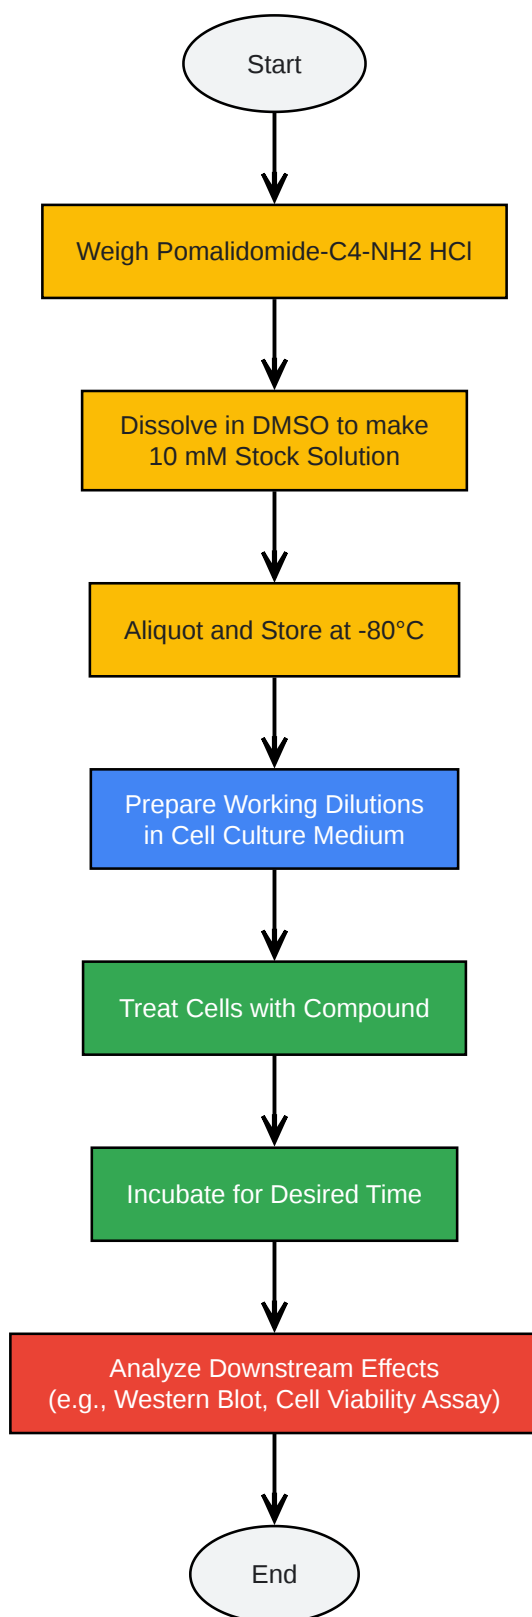 Start
Weigh Pomalidomide-C4-NH2 HCl
Dissolve in DMSO to make
10 mM Stock Solution
Aliquot and Store at -80°C
Prepare Working Dilutions
in Cell Culture Medium
Treat Cells with Compound
Incubate for Desired Time
Analyze Downstream Effects
(e.g., Western Blot, Cell Viability Assay)
End